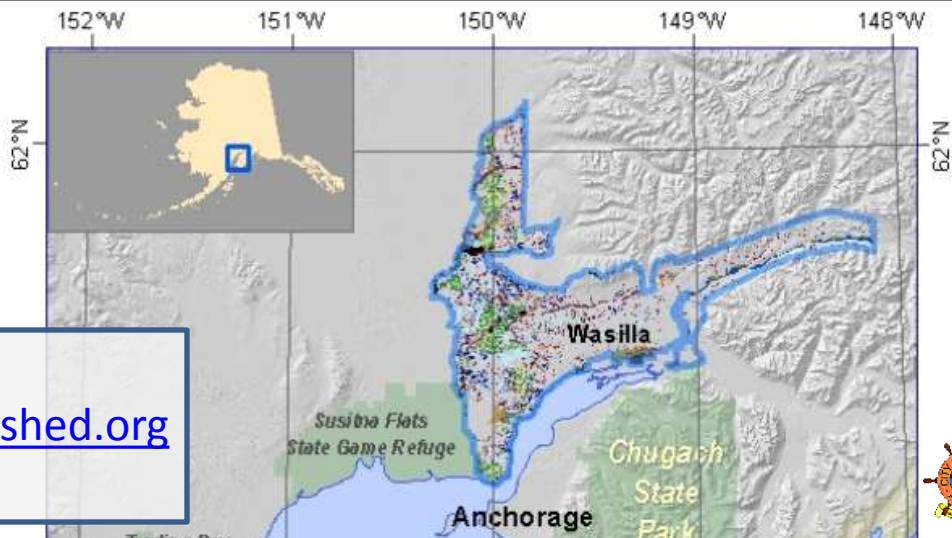 152°W 151°W 150°W 149°W 148°W
62°N
62°N
Wasilla
shed.org
Susitna Flats
State Game Refuge
Chugach
State
Park
Anchorage